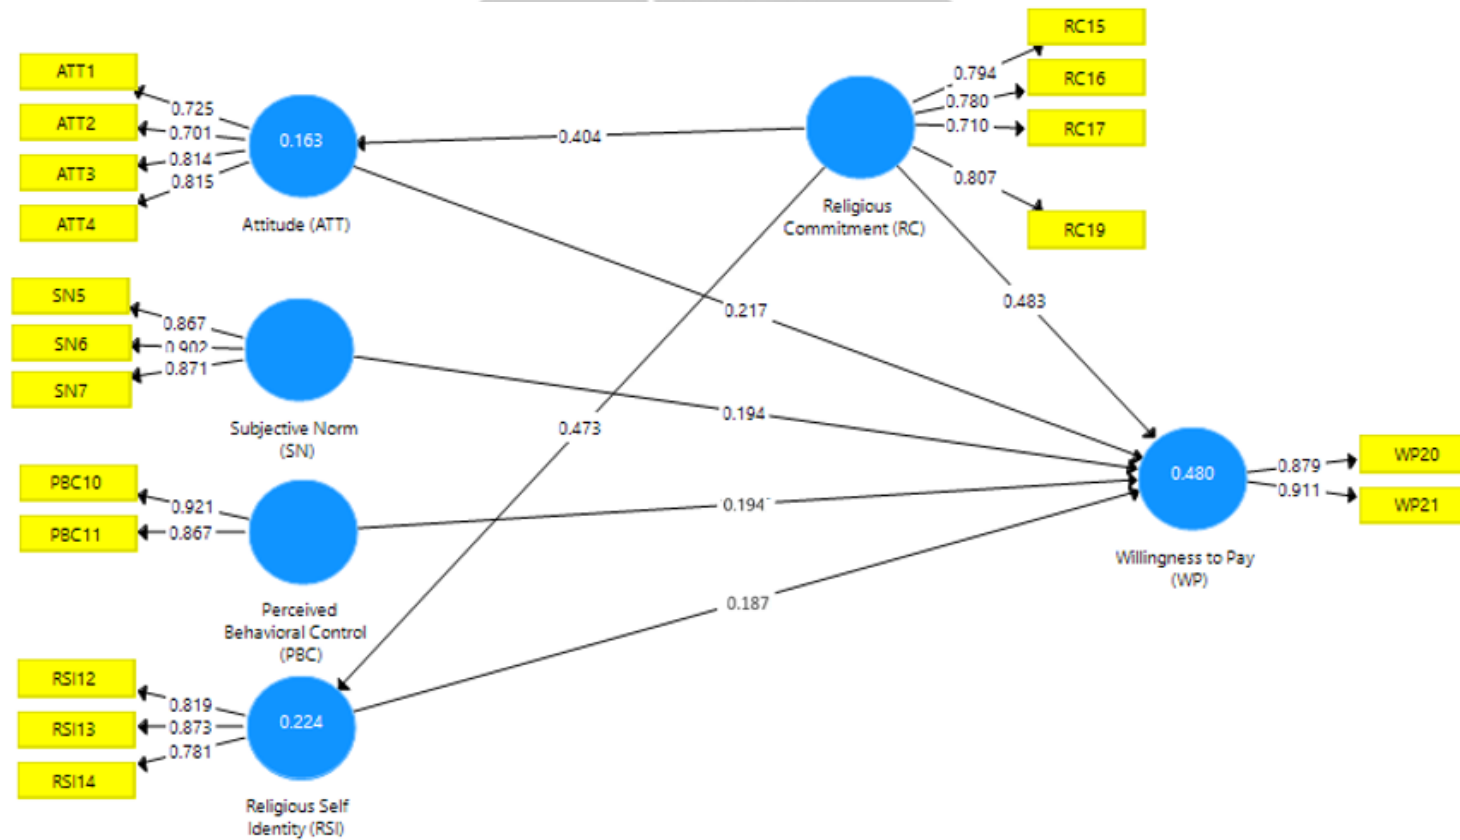 RC15
ATT1
0.794
RC16
0.725
0.780
ATT2
0.701
0.710
RC17
0.163
0.404
0.814
ATT3
0.815
0.807
ATT4
Attitude (ATT)
Religious
Commitment (RC)
RC19
SN5
0.867
0.483
0.217
SN6
0.902
0.871
SN7
0.194
Subjective Norm
(SN)
0.473
WP20
0.879
0.480
PBC10
0.921
0.911
WP21
0.194
PBC11
0.867
Willingness to Pay
(WP)
Perceived
Behavioral Control
(PBC)
0.187
RSI12
0.819
0.224
RSI13
0.873
0.781
RSI14
Religious Self
Identity (RSI)